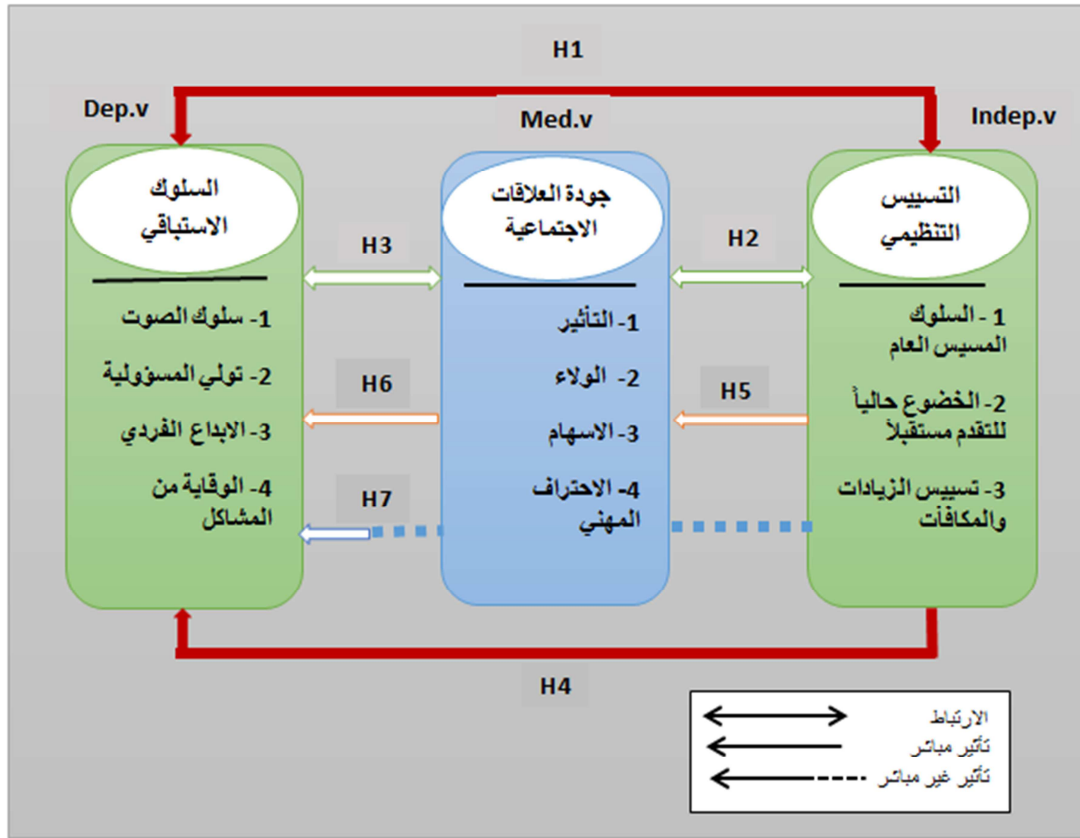 H1
Indep.v
Med.v
Dep.v
التسييس
التنظيمي
1 - السلوك
المسيس العام
2- الخضوع حالياً
للتقدم مستقبلاً
3- تسييس الزيادات
والمكافآت
H2
H5
جودة العلاقات
الاجتماعية
1- التأثير
2- الولاء
3- الاسهام
4- الاحتراف
المهني
H3
H6
H7
السلوك
الاستباقي
1- سلوك الصوت
2- تولي المسؤولية
3- الابداع الفردي
4- الوقاية من
المشاكل
H4
الارتباط
تأثير مباشر
تأثير غير مباشر